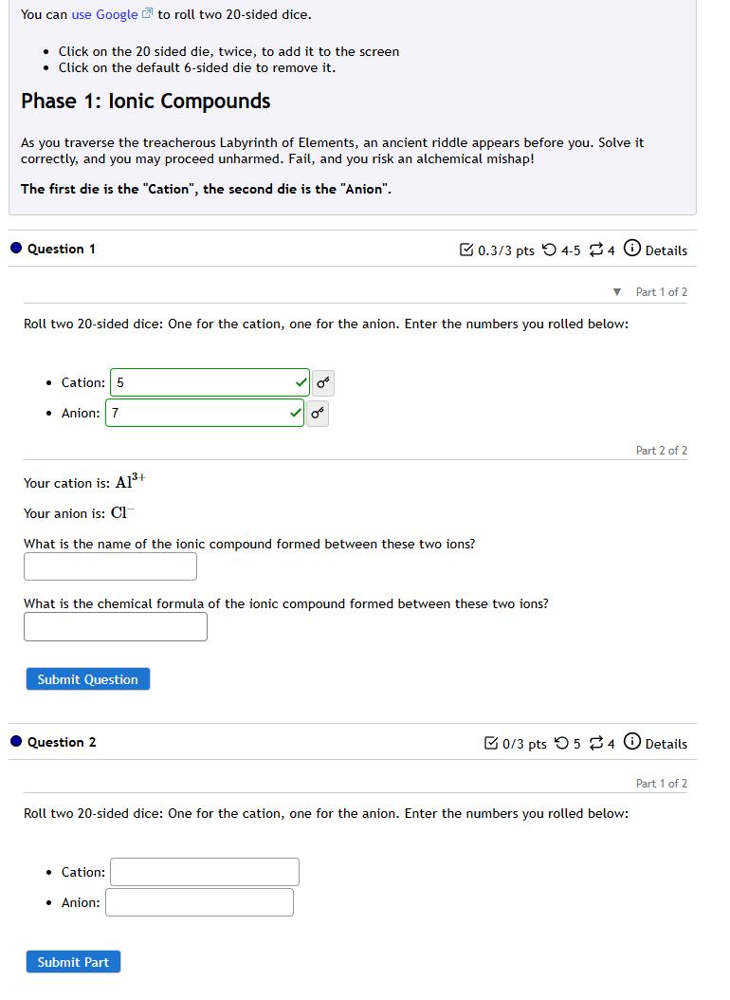 You can use Google to roll two 20-sided dice.
• Click on the 20 sided die, twice, to add it to the screen
• Click on the default 6-sided die to remove it.
Phase 1: Ionic Compounds
As you traverse the treacherous Labyrinth of Elements, an ancient riddle appears before you. Solve it
correctly, and you may proceed unharmed. Fail, and you risk an alchemical mishap!
The first die is the "Cation", the second die is the "Anion".
Question 1 0.3/3 pts 4-5 4 Details
▼ Part 1 of 2
Roll two 20-sided dice: One for the cation, one for the anion. Enter the numbers you rolled below:
• Cation: 5
• Anion: 7
Part 2 of 2
Your cation is: Al³⁺
Your anion is: Cl⁻
What is the name of the ionic compound formed between these two ions?
What is the chemical formula of the ionic compound formed between these two ions?
Submit Question
Question 2 0/3 pts 5 4 Details
Part 1 of 2
Roll two 20-sided dice: One for the cation, one for the anion. Enter the numbers you rolled below:
• Cation:
• Anion:
Submit Part